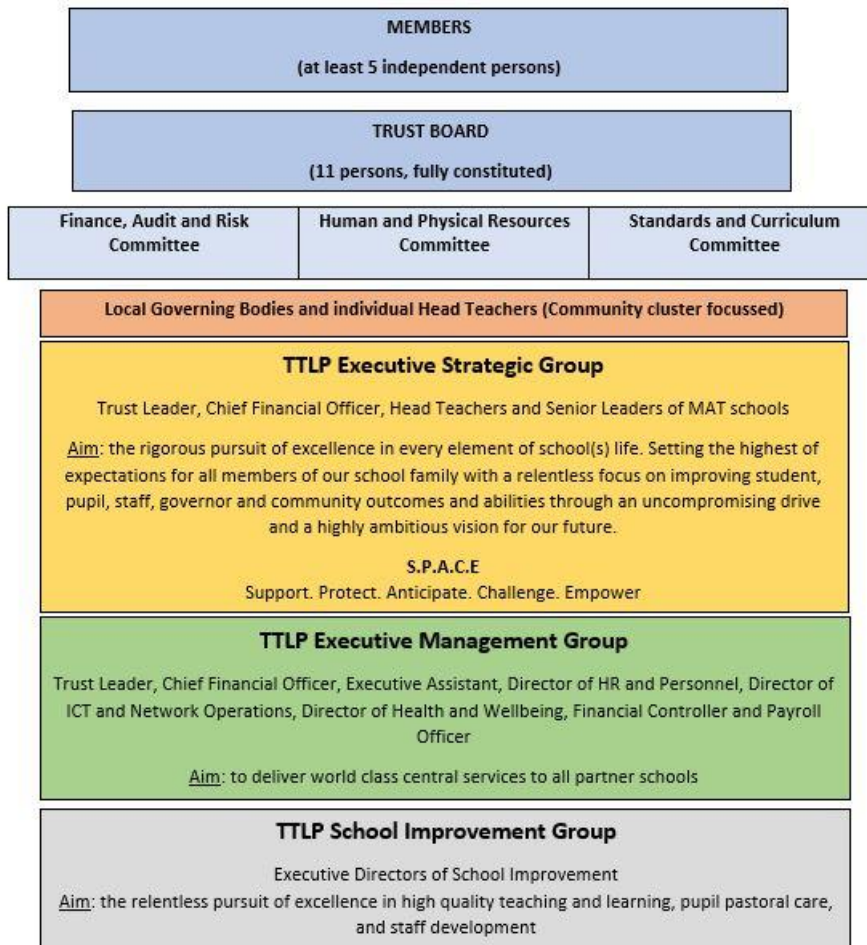 MEMBERS
(at least 5 independent persons)
TRUST BOARD
(11 persons, fully constituted)
Finance, Audit and Risk
Committee
Human and Physical Resources
Committee
Standards and Curriculum
Committee
Local Governing Bodies and individual Head Teachers (Community cluster focussed)
TTLP Executive Strategic Group
Trust Leader, Chief Financial Officer, Head Teachers and Senior Leaders of MAT schools
Aim: the rigorous pursuit of excellence in every element of school(s) life. Setting the highest of
expectations for all members of our school family with a relentless focus on improving student,
pupil, staff, governor and community outcomes and abilities through an uncompromising drive
and a highly ambitious vision for our future.
S.P.A.C.E
Support. Protect. Anticipate. Challenge. Empower
TTLP Executive Management Group
Trust Leader, Chief Financial Officer, Executive Assistant, Director of HR and Personnel, Director of
ICT and Network Operations, Director of Health and Wellbeing, Financial Controller and Payroll
Officer
Aim: to deliver world class central services to all partner schools
TTLP School Improvement Group
Executive Directors of School Improvement
Aim: the relentless pursuit of excellence in high quality teaching and learning, pupil pastoral care,
and staff development